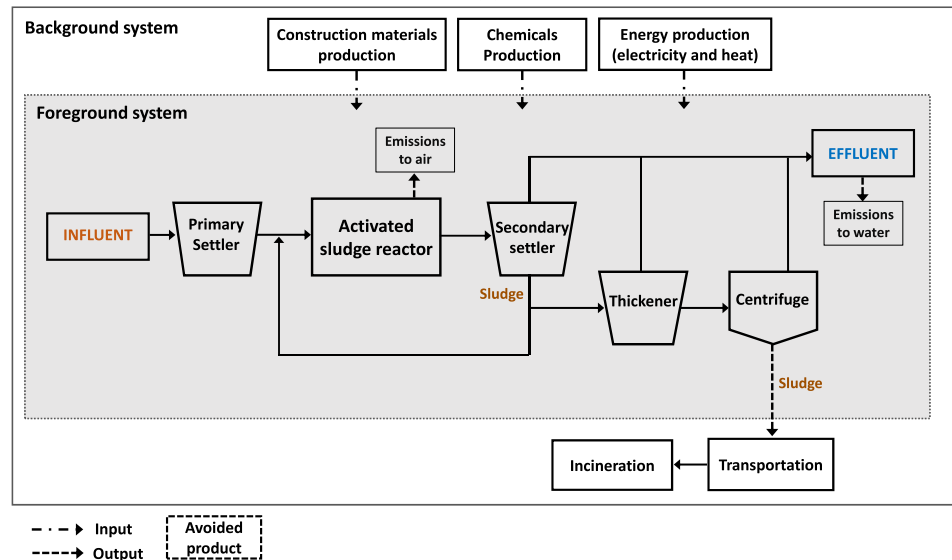 Background system
Construction materials
production
Chemicals
Production
Energy production
(electricity and heat)
Foreground system
Emissions
to air
EFFLUENT
Emissions
to water
INFLUENT
Primary
Settler
Activated
sludge reactor
Secondary
settler
Sludge
Thickener
Centrifuge
Sludge
Incineration
Transportation
Input
Output
Avoided
product